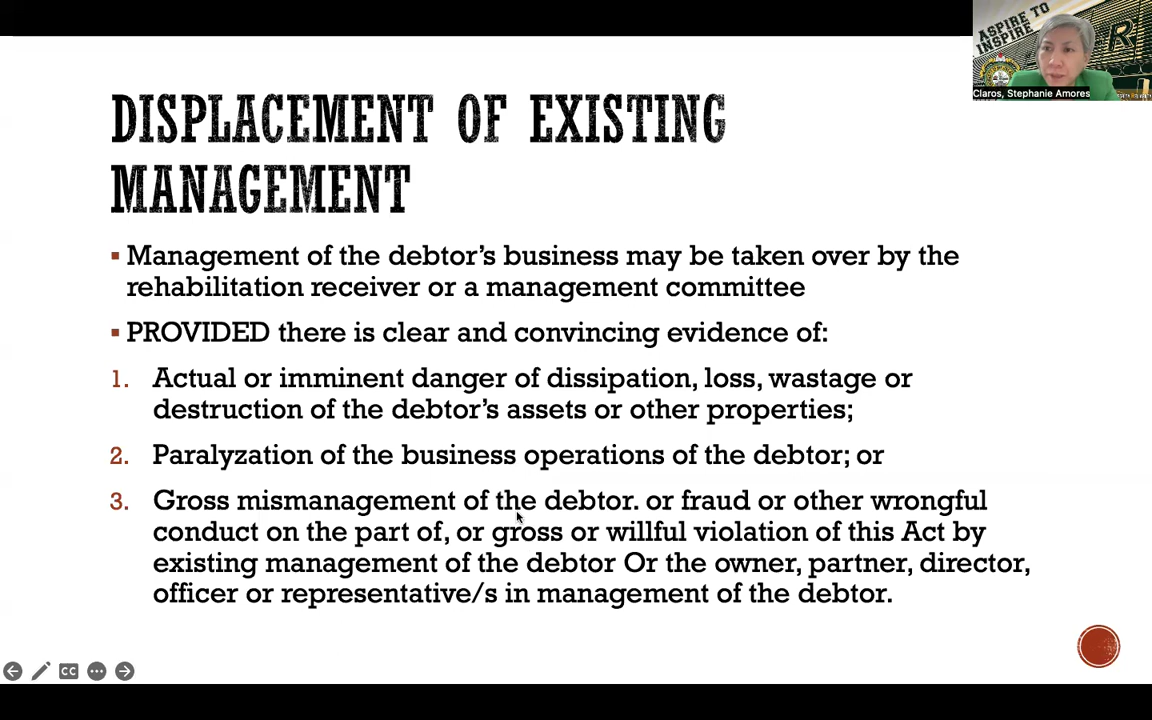 ASPIRE TO
INSPIRE
R
Claros, Stephanie Amores
DISPLACEMENT OF EXISTING
MANAGEMENT
▪ Management of the debtor's business may be taken over by the
rehabilitation receiver or a management committee
▪ PROVIDED there is clear and convincing evidence of:
1. Actual or imminent danger of dissipation, loss, wastage or
destruction of the debtor's assets or other properties;
2. Paralyzation of the business operations of the debtor; or
3. Gross mismanagement of the debtor. or fraud or other wrongful
conduct on the part of, or gross or willful violation of this Act by
existing management of the debtor Or the owner, partner, director,
officer or representative/s in management of the debtor.
CC